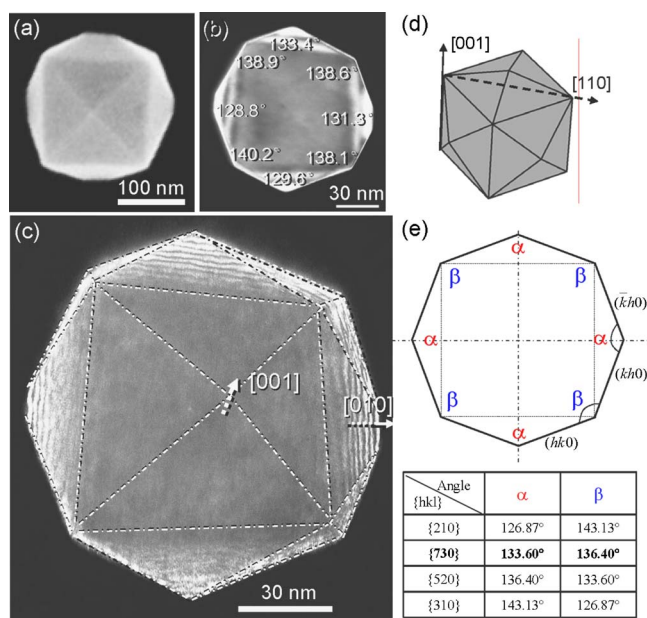 (a)
100 nm
(b)
133.4°
138.9°
138.6°
128.8°
131.3°
140.2°
138.1°
129.6°
30 nm
(c)
[001]
[010]
30 nm
(d)
[001]
[110]
(e)
α
β
β
(k̅h0)
α
α
(kh0)
β
β
α
(hk0)
{hkl} Angle α β
{210} 126.87° 143.13°
{730} 133.60° 136.40°
{520} 136.40° 133.60°
{310} 143.13° 126.87°